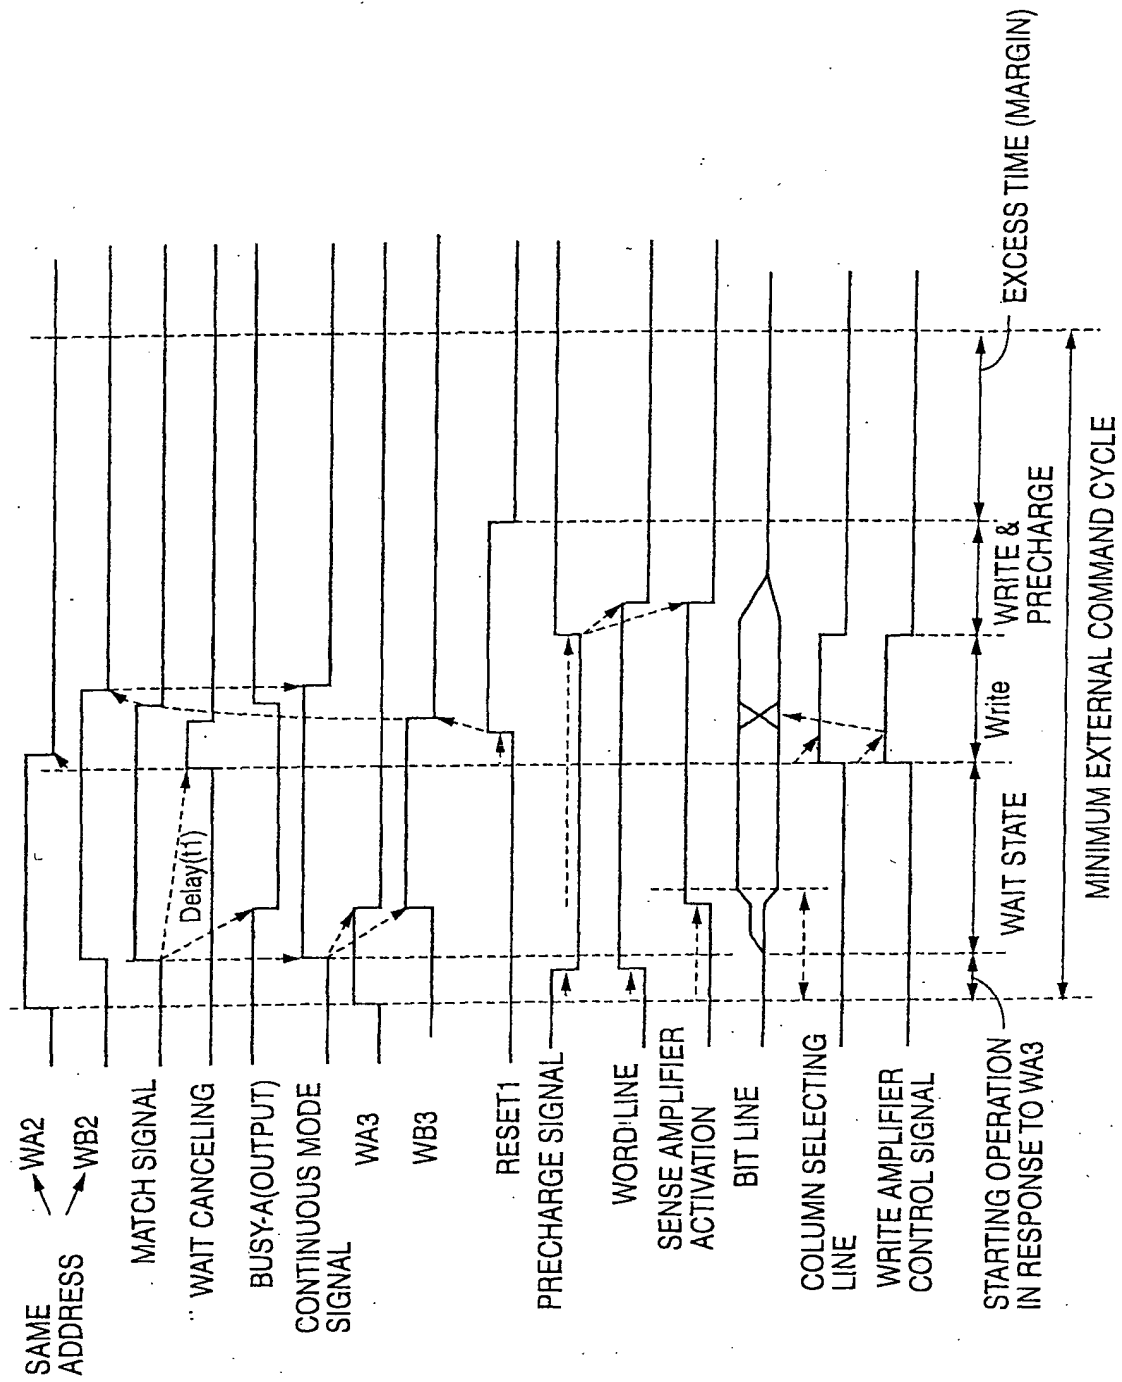 SAME
ADDRESS
WA2
WB2
MATCH SIGNAL
WAIT CANCELING
Delay(t1)
BUSY-A(OUTPUT)
CONTINUOUS MODE
SIGNAL
WA3
WB3
RESET1
PRECHARGE SIGNAL
WORD LINE
SENSE AMPLIFIER
ACTIVATION
BIT LINE
COLUMN SELECTING
LINE
WRITE AMPLIFIER
CONTROL SIGNAL
STARTING OPERATION
IN RESPONSE TO WA3
WAIT STATE
Write
WRITE &
PRECHARGE
EXCESS TIME (MARGIN)
MINIMUM EXTERNAL COMMAND CYCLE